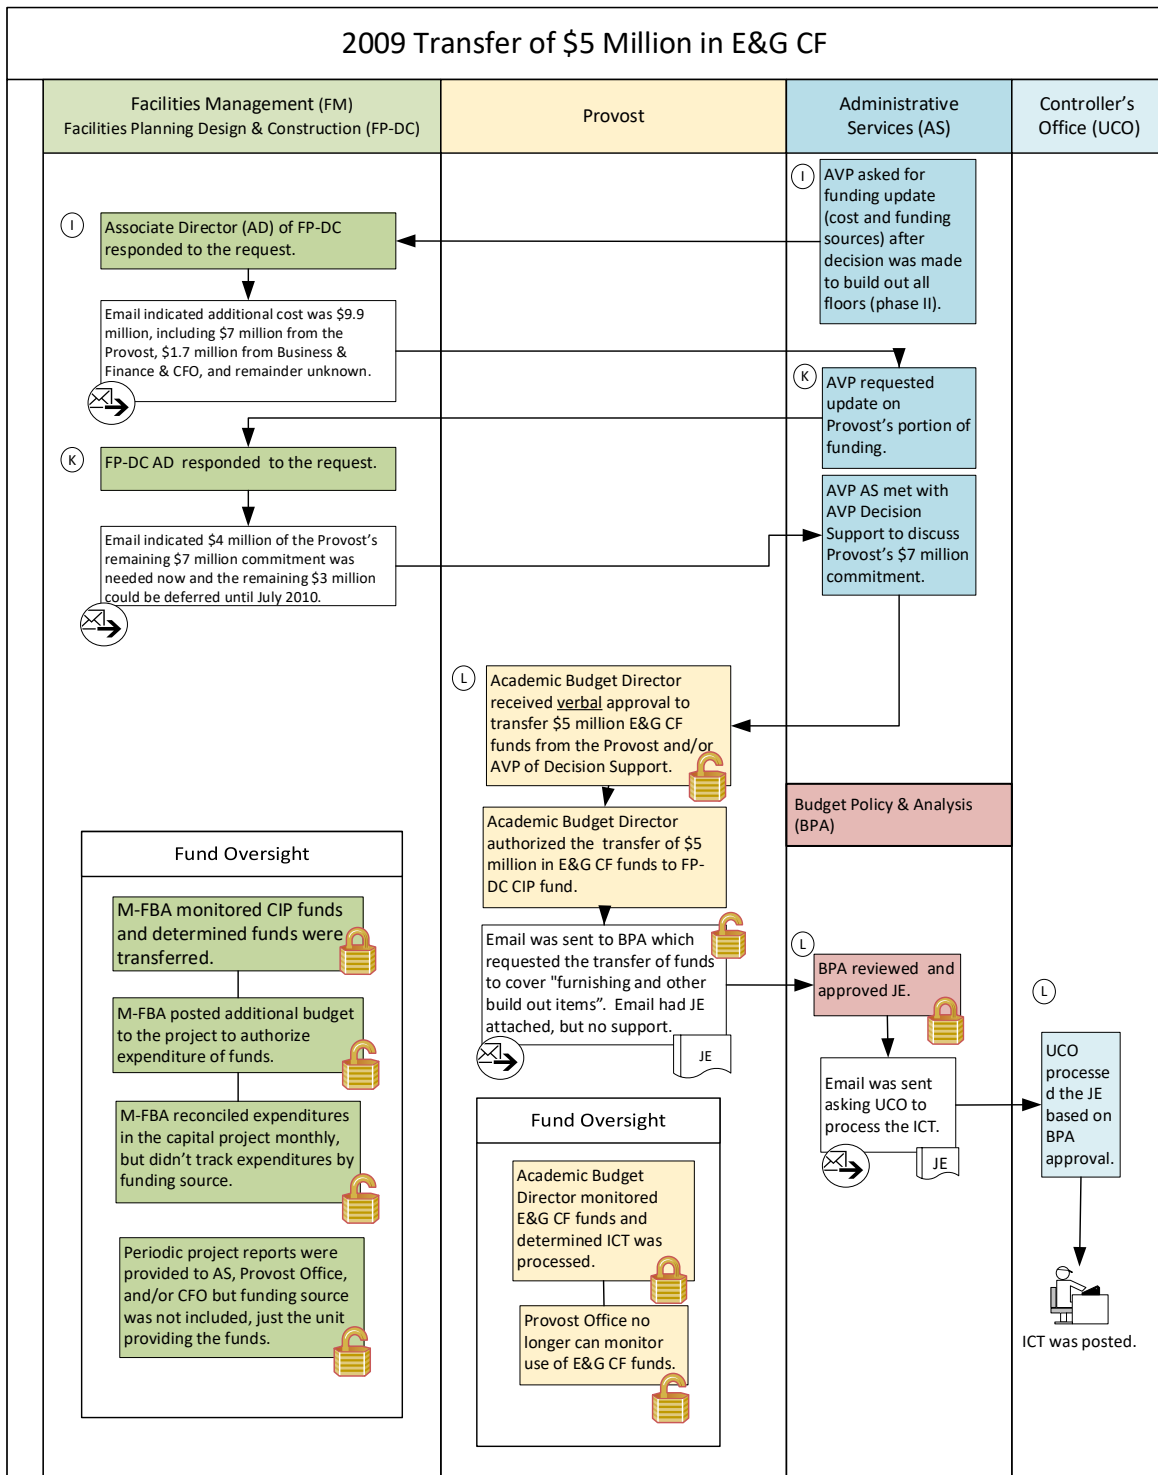 2009 Transfer of $5 Million in E&G CF
Facilities Management (FM)
Facilities Planning Design & Construction (FP-DC)
Provost
Administrative
Services (AS)
Controller's
Office (UCO)
I
AVP asked for
funding update
(cost and funding
sources) after
decision was made
to build out all
floors (phase II).
I
Associate Director (AD) of FP-DC
responded to the request.
Email indicated additional cost was $9.9
million, including $7 million from the
Provost, $1.7 million from Business &
Finance & CFO, and remainder unknown.
K
AVP requested
update on
Provost's portion of
funding.
K
FP-DC AD  responded  to the request.
Email indicated $4 million of the Provost's
remaining $7 million commitment was
needed now and the remaining $3 million
could be deferred until July 2010.
AVP AS met with
AVP Decision
Support to discuss
Provost's $7 million
commitment.
L
Academic Budget Director
received verbal approval to
transfer $5 million E&G CF
funds from the Provost and/or
AVP of Decision Support.
Academic Budget Director
authorized the  transfer of $5
million in E&G CF funds to FP-
DC CIP fund.
Email was sent to BPA which
requested the transfer of funds
to cover "furnishing and other
build out items”.  Email had JE
attached, but no support.
JE
Budget Policy & Analysis
(BPA)
L
BPA reviewed  and
approved JE.
Email was sent
asking UCO to
process the ICT.
JE
L
UCO
processe
d the JE
based on
BPA
approval.
ICT was posted.
Fund Oversight
M-FBA monitored CIP funds
and determined funds were
transferred.
M-FBA posted additional budget
to the project to authorize
expenditure of funds.
M-FBA reconciled expenditures
in the capital project monthly,
but didn't track expenditures by
funding source.
Periodic project reports were
provided to AS, Provost Office,
and/or CFO but funding source
was not included, just the unit
providing the funds.
Fund Oversight
Academic Budget
Director monitored
E&G CF funds and
determined ICT was
processed.
Provost Office no
longer can monitor
use of E&G CF funds.